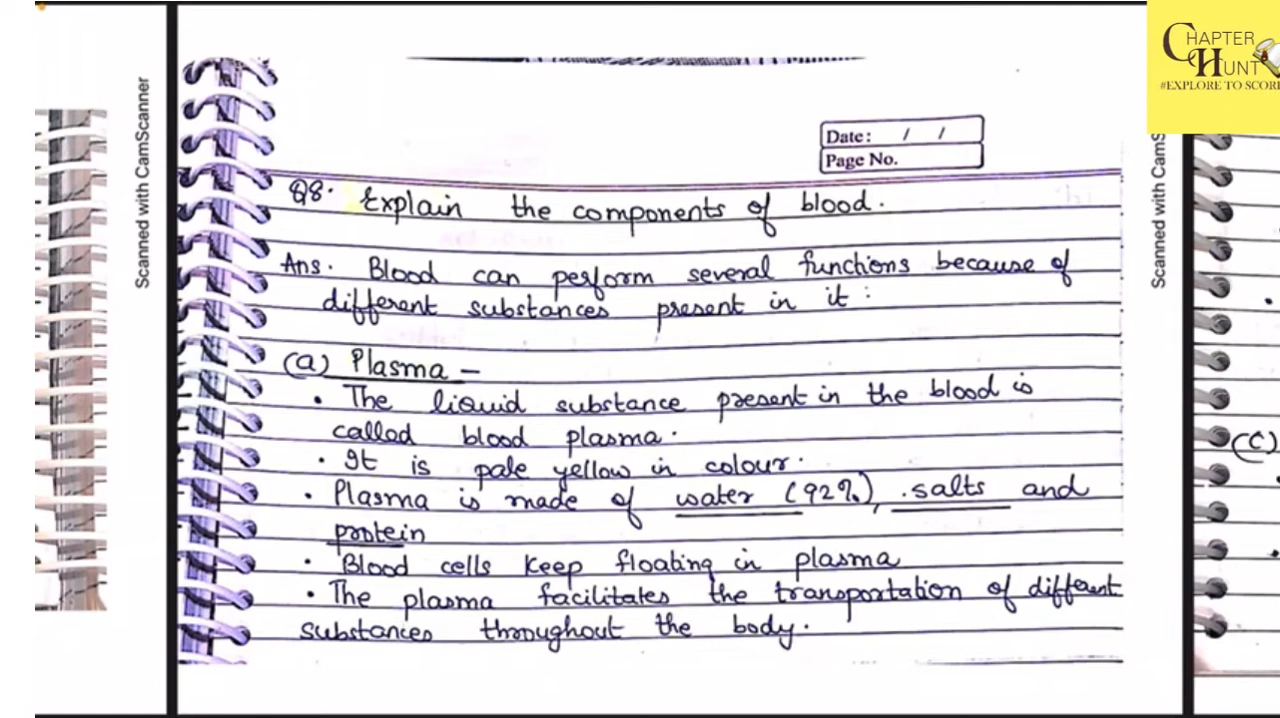 CHAPTER
HUNT
#EXPLORE TO SCORE
Scanned with CamScanner
Scanned with CamS
Date: / /
Page No.
Q8. Explain the components of blood.
Ans. Blood can perform several functions because of
different substances present in it :
(a) Plasma –
• The liquid substance present in the blood is
called blood plasma.
• It is pale yellow in colour.
• Plasma is made of water (92%), salts and
protein
• Blood cells keep floating in plasma
• The plasma facilitates the transportation of different
substances throughout the body.
(C)